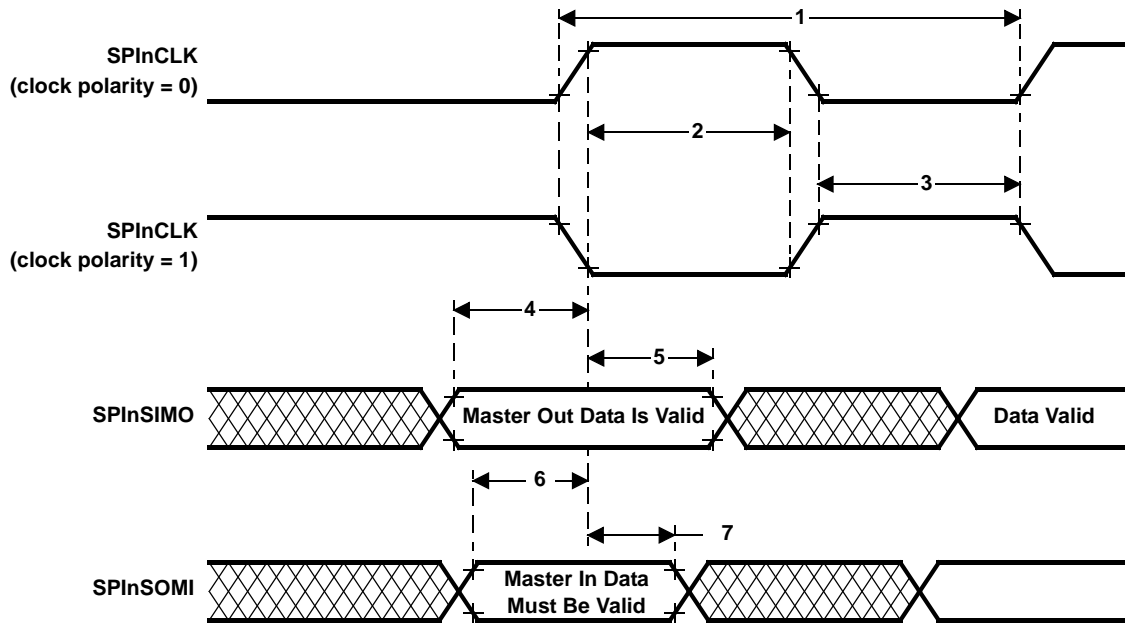 1
SPInCLK
(clock polarity = 0)
2
3
SPInCLK
(clock polarity = 1)
4
5
SPInSIMO
Master Out Data Is Valid
Data Valid
6
7
SPInSOMI
Master In Data
Must Be Valid